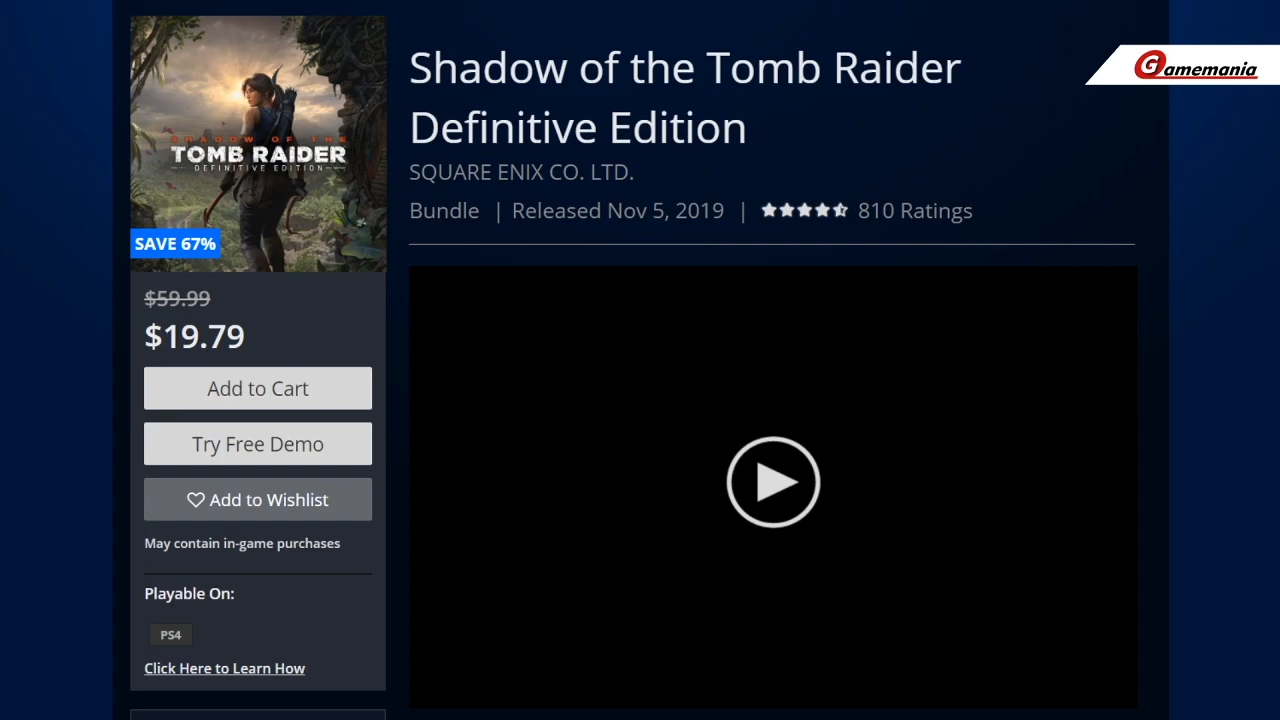 SHADOW OF THE
TOMB RAIDER
DEFINITIVE EDITION
SAVE 67%
$59.99
$19.79
Add to Cart
Try Free Demo
Add to Wishlist
May contain in-game purchases
Playable On:
PS4
Click Here to Learn How
Shadow of the Tomb Raider
Definitive Edition
SQUARE ENIX CO. LTD.
Bundle | Released Nov 5, 2019 | 810 Ratings
Gamemania